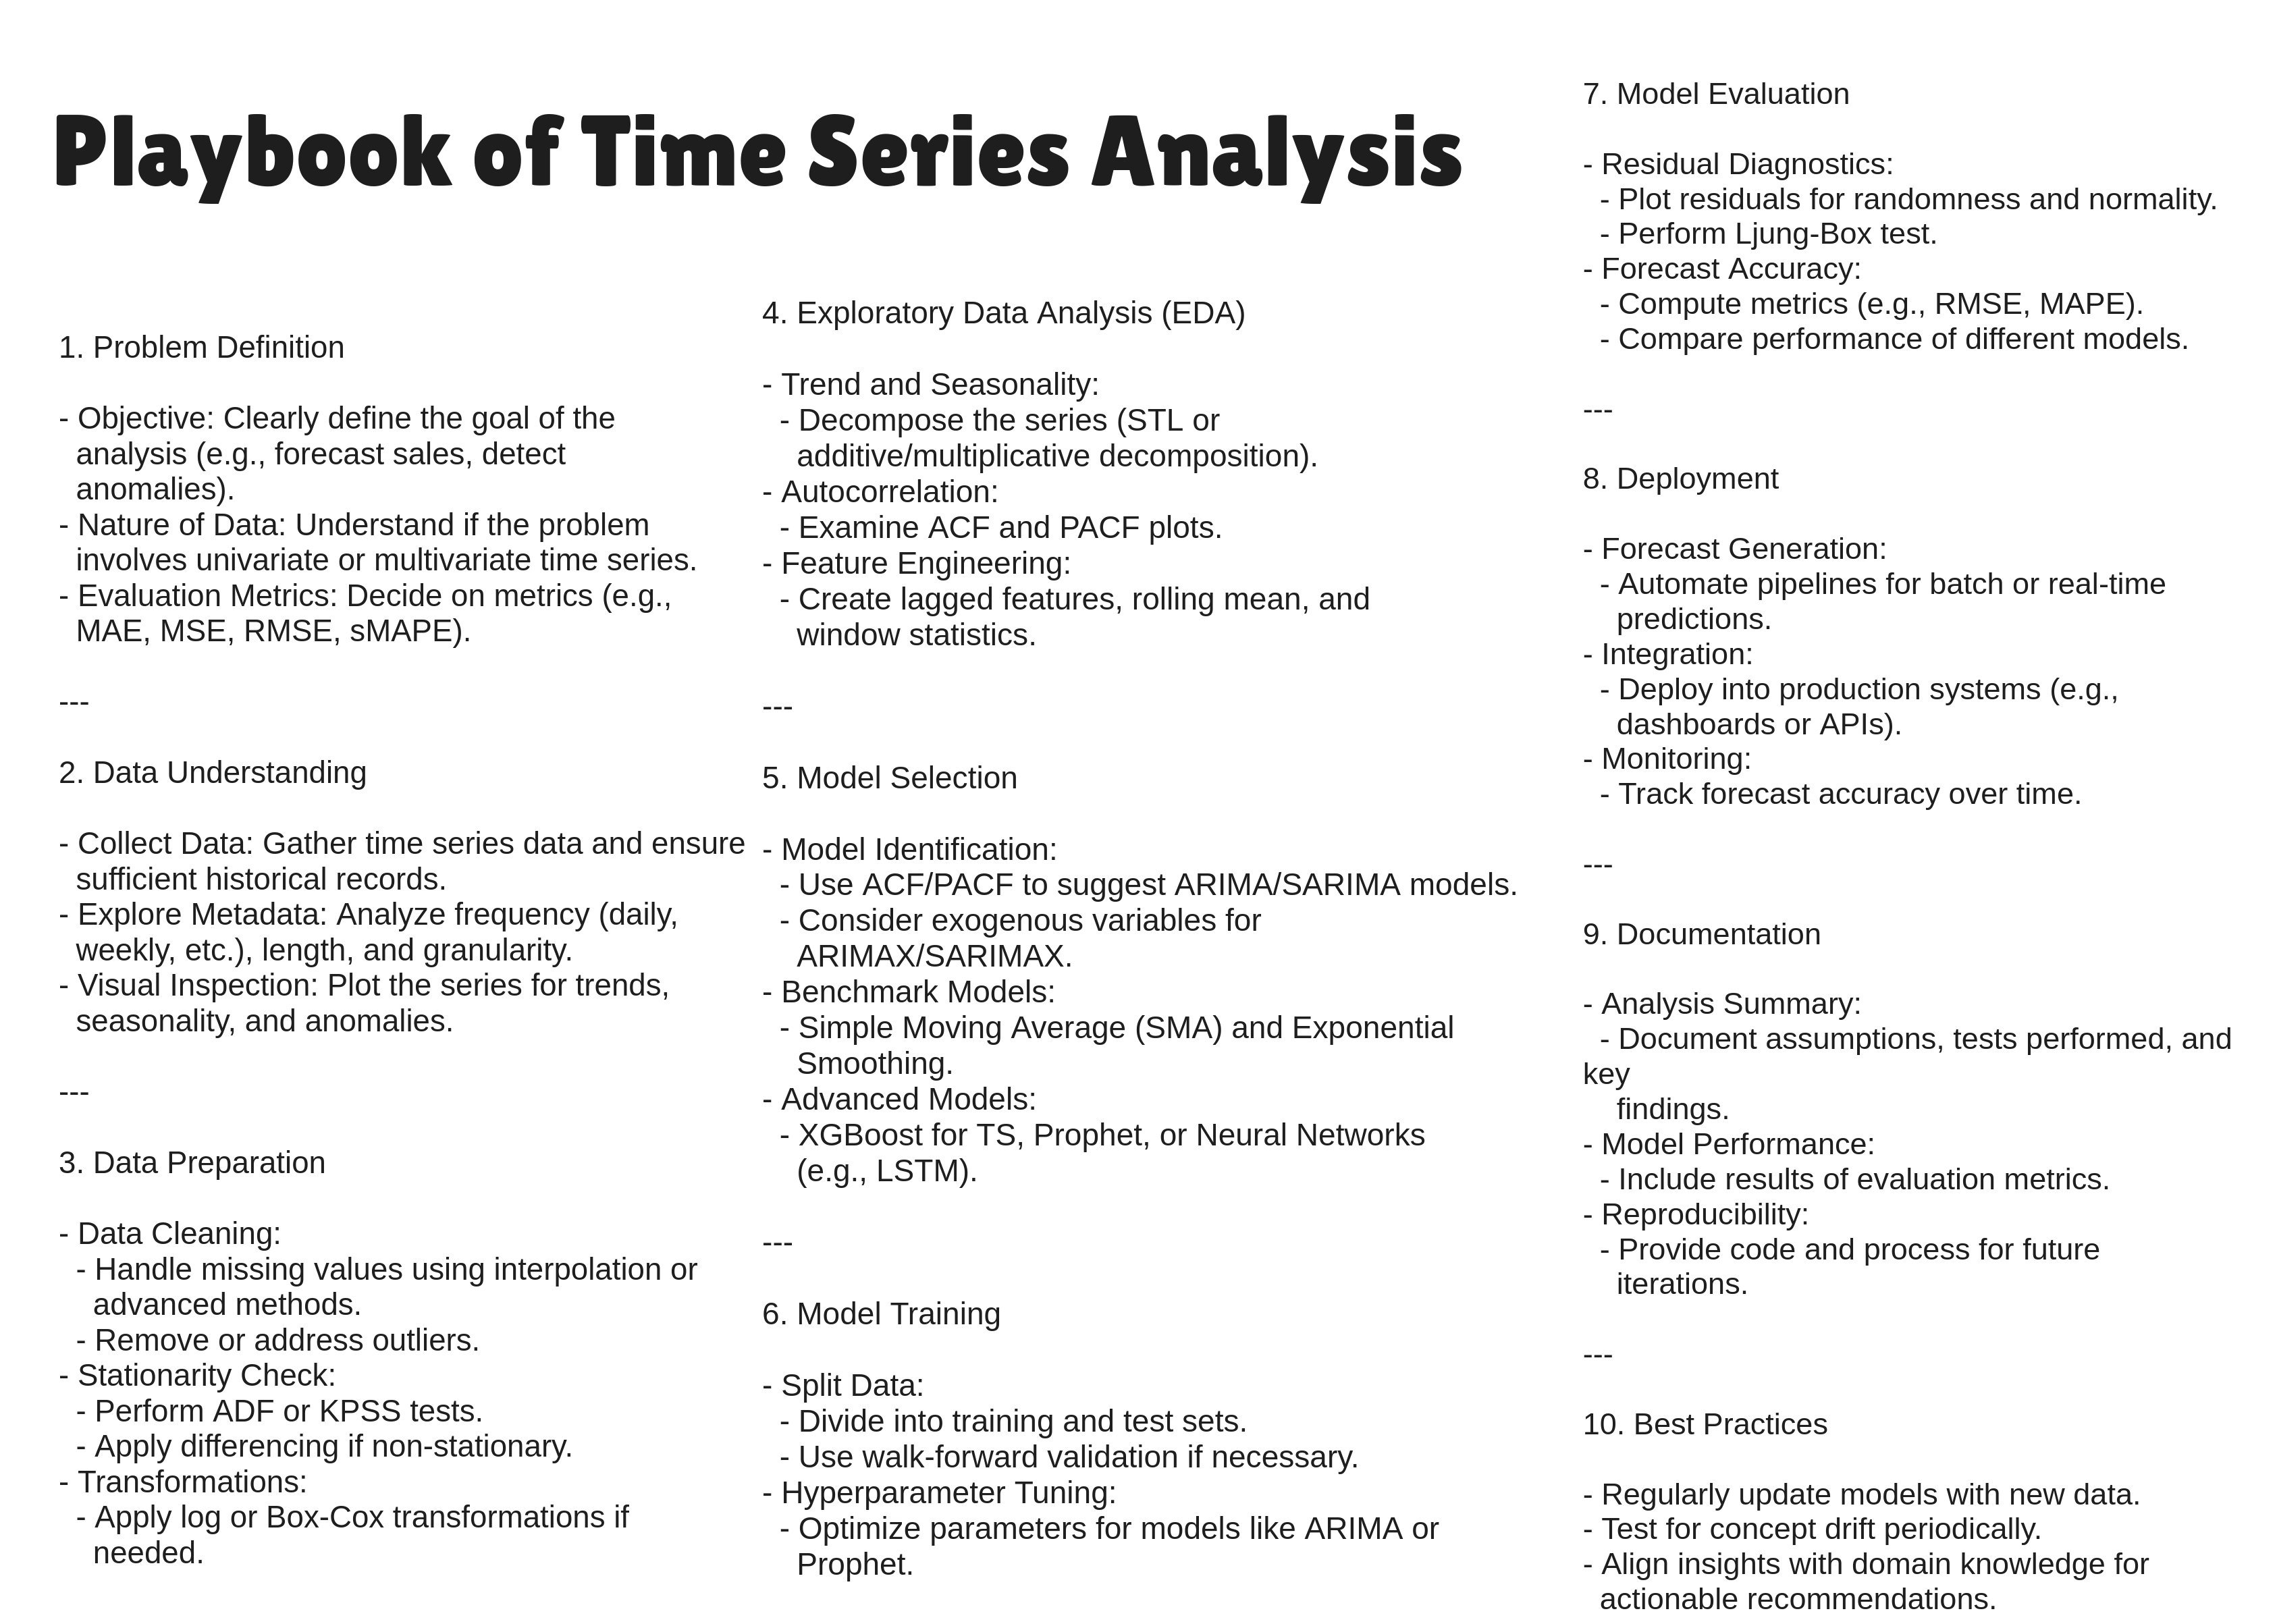 Playbook of Time Series Analysis
1. Problem Definition
- Objective: Clearly define the goal of the
analysis (e.g., forecast sales, detect
anomalies).
- Nature of Data: Understand if the problem
involves univariate or multivariate time series.
- Evaluation Metrics: Decide on metrics (e.g.,
MAE, MSE, RMSE, sMAPE).
---
2. Data Understanding
- Collect Data: Gather time series data and ensure
sufficient historical records.
- Explore Metadata: Analyze frequency (daily,
weekly, etc.), length, and granularity.
- Visual Inspection: Plot the series for trends,
seasonality, and anomalies.
---
3. Data Preparation
- Data Cleaning:
- Handle missing values using interpolation or
advanced methods.
- Remove or address outliers.
- Stationarity Check:
- Perform ADF or KPSS tests.
- Apply differencing if non-stationary.
- Transformations:
- Apply log or Box-Cox transformations if
needed.
4. Exploratory Data Analysis (EDA)
- Trend and Seasonality:
- Decompose the series (STL or
additive/multiplicative decomposition).
- Autocorrelation:
- Examine ACF and PACF plots.
- Feature Engineering:
- Create lagged features, rolling mean, and
window statistics.
---
5. Model Selection
- Model Identification:
- Use ACF/PACF to suggest ARIMA/SARIMA models.
- Consider exogenous variables for
ARIMAX/SARIMAX.
- Benchmark Models:
- Simple Moving Average (SMA) and Exponential
Smoothing.
- Advanced Models:
- XGBoost for TS, Prophet, or Neural Networks
(e.g., LSTM).
---
6. Model Training
- Split Data:
- Divide into training and test sets.
- Use walk-forward validation if necessary.
- Hyperparameter Tuning:
- Optimize parameters for models like ARIMA or
Prophet.
7. Model Evaluation
- Residual Diagnostics:
- Plot residuals for randomness and normality.
- Perform Ljung-Box test.
- Forecast Accuracy:
- Compute metrics (e.g., RMSE, MAPE).
- Compare performance of different models.
---
8. Deployment
- Forecast Generation:
- Automate pipelines for batch or real-time
predictions.
- Integration:
- Deploy into production systems (e.g.,
dashboards or APIs).
- Monitoring:
- Track forecast accuracy over time.
---
9. Documentation
- Analysis Summary:
- Document assumptions, tests performed, and
key
findings.
- Model Performance:
- Include results of evaluation metrics.
- Reproducibility:
- Provide code and process for future
iterations.
---
10. Best Practices
- Regularly update models with new data.
- Test for concept drift periodically.
- Align insights with domain knowledge for
actionable recommendations.